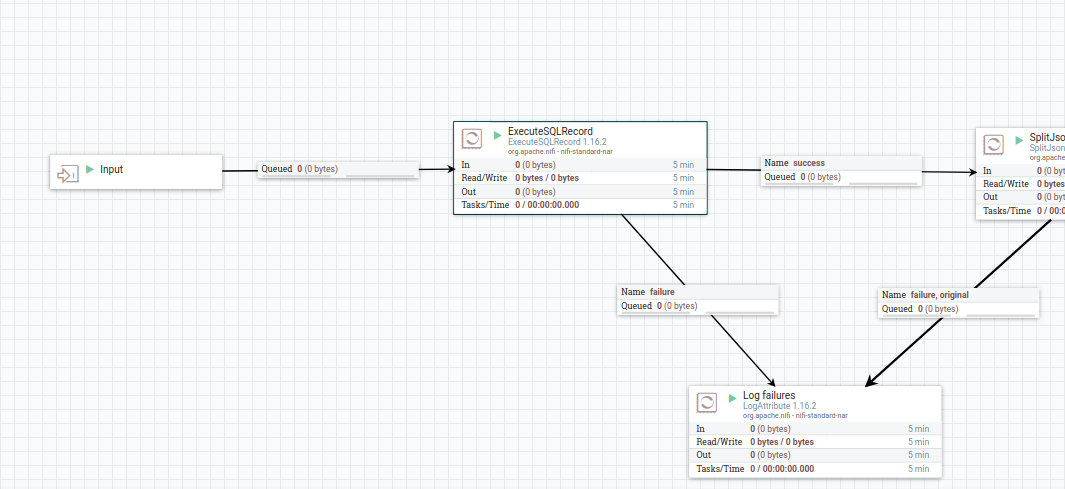 Input
Queued 0 (0 bytes)
ExecuteSQLRecord
ExecuteSQLRecord 1.16.2
org.apache.nifi - nifi-standard-nar
In 0 (0 bytes) 5 min
Read/Write 0 bytes / 0 bytes 5 min
Out 0 (0 bytes) 5 min
Tasks/Time 0 / 00:00:00.000 5 min
Name success
Queued 0 (0 bytes)
SplitJso
SplitJson
org.apache
In 0 (0 byt
Read/Write 0 bytes
Out 0 (0 byt
Tasks/Time 0 / 00:0
Name failure
Queued 0 (0 bytes)
Name failure, original
Queued 0 (0 bytes)
Log failures
LogAttribute 1.16.2
org.apache.nifi - nifi-standard-nar
In 0 (0 bytes) 5 min
Read/Write 0 bytes / 0 bytes 5 min
Out 0 (0 bytes) 5 min
Tasks/Time 0 / 00:00:00.000 5 min